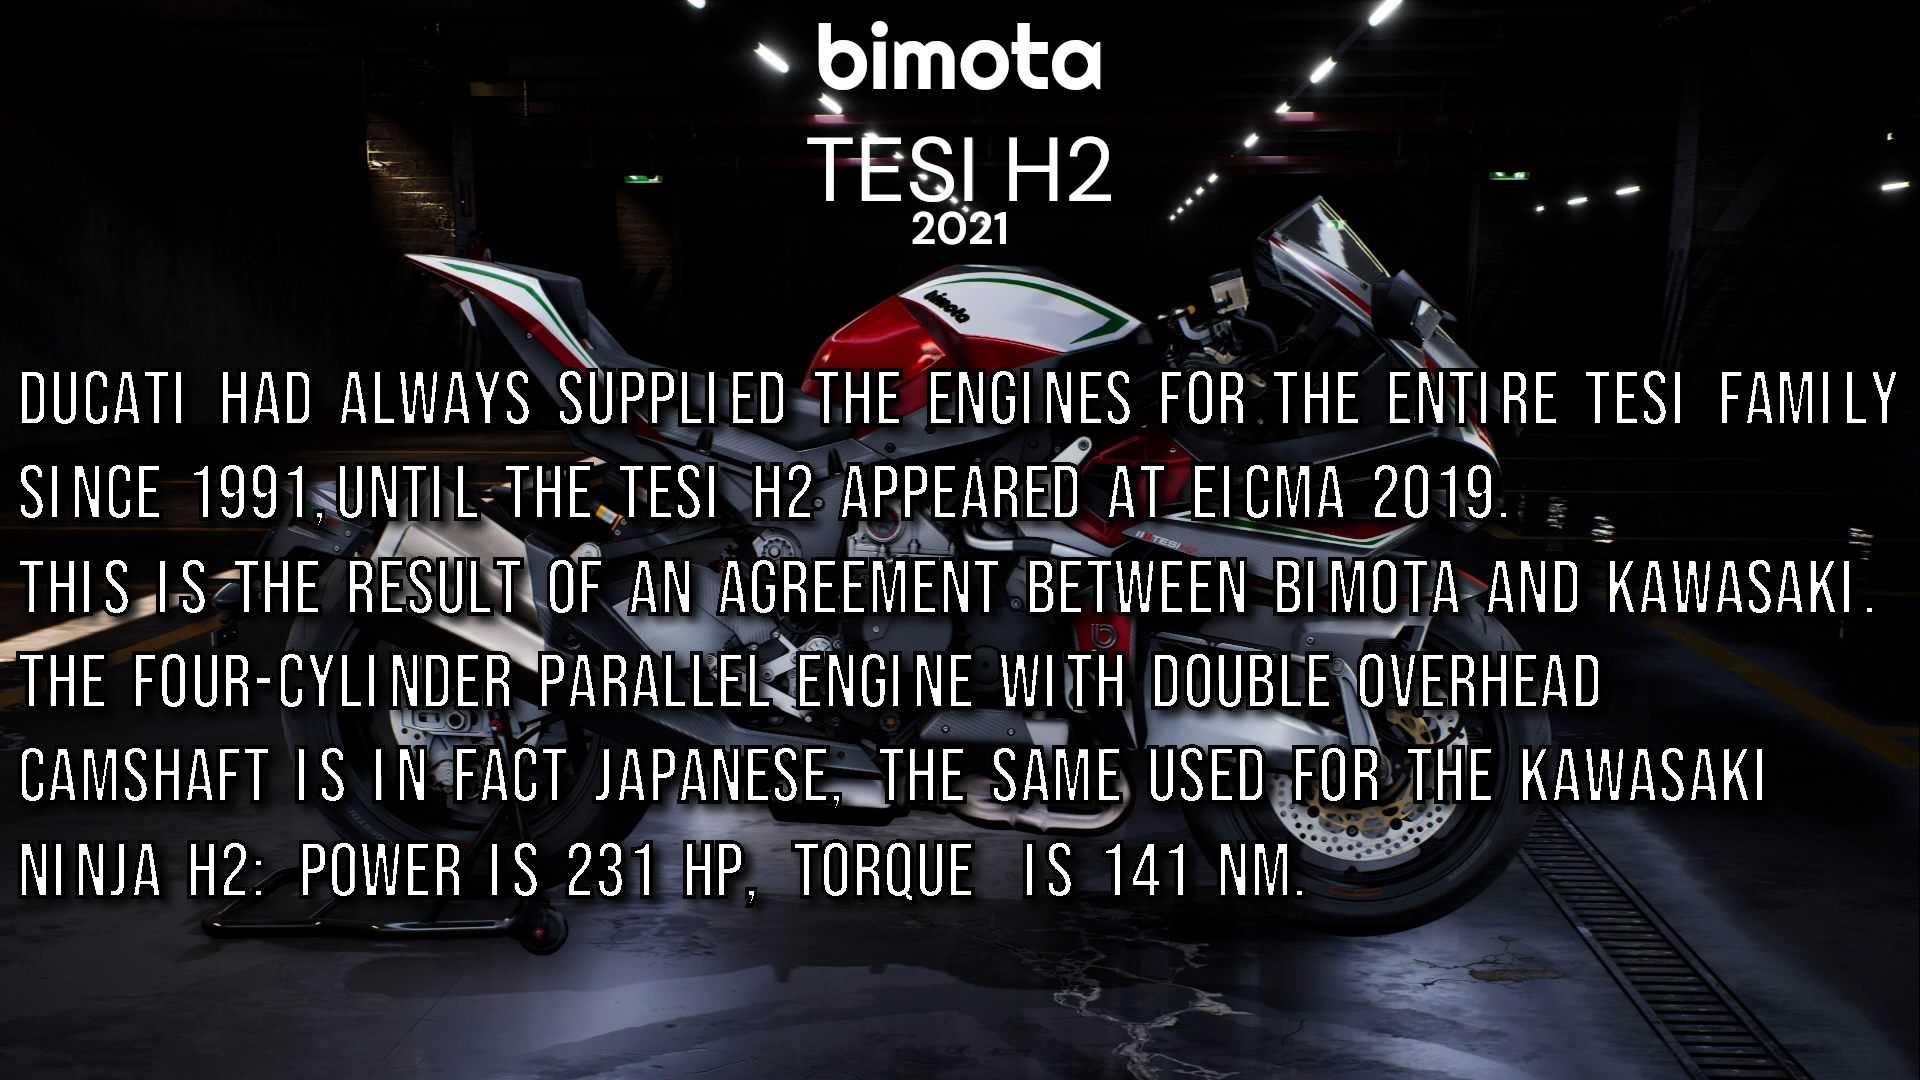 bimota
TESI H2
2021
bimota
DUCATI HAD ALWAYS SUPPLIED THE ENGINES FOR THE ENTIRE TESI FAMILY
SINCE 1991, UNTIL THE TESI H2 APPEARED AT EICMA 2019.
TESI H2
THIS IS THE RESULT OF AN AGREEMENT BETWEEN BIMOTA AND KAWASAKI.
THE FOUR-CYLINDER PARALLEL ENGINE WITH DOUBLE OVERHEAD
CAMSHAFT IS IN FACT JAPANESE, THE SAME USED FOR THE KAWASAKI
NINJA H2: POWER IS 231 HP, TORQUE IS 141 NM.